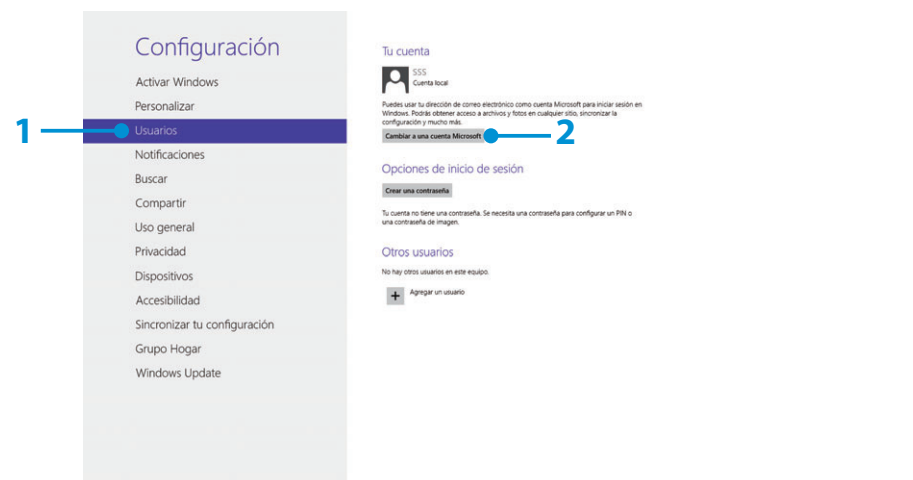 Configuración
Activar Windows
Personalizar
1
Usuarios
Notificaciones
Buscar
Compartir
Uso general
Privacidad
Dispositivos
Accesibilidad
Sincronizar tu configuración
Grupo Hogar
Windows Update
Tu cuenta
SSS
Cuenta local
Puedes usar tu dirección de correo electrónico como cuenta Microsoft para iniciar sesión en
Windows. Podrás obtener acceso a archivos y fotos en cualquier sitio, sincronizar la
configuración y mucho más.
Cambiar a una cuenta Microsoft
2
Opciones de inicio de sesión
Crear una contraseña
Tu cuenta no tiene una contraseña. Se necesita una contraseña para configurar un PIN o
una contraseña de imagen.
Otros usuarios
No hay otros usuarios en este equipo.
Agregar un usuario